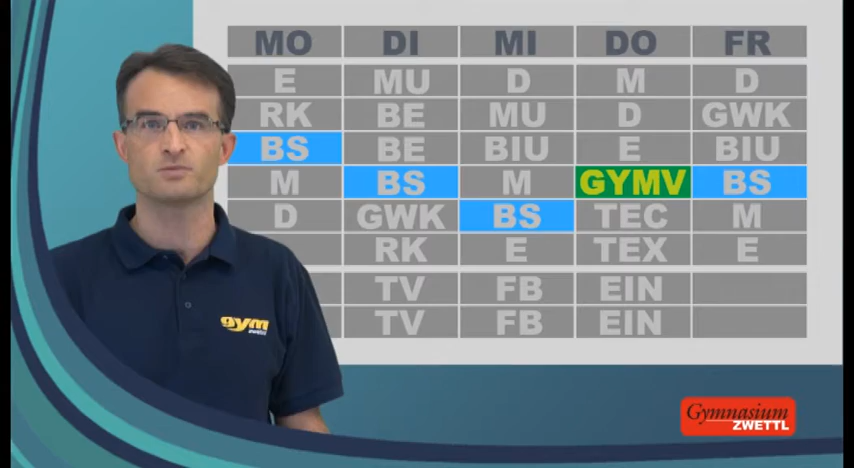 MO DI MI DO FR
E MU D M D
RK BE MU D GWK
BS BE BIU E BIU
M BS M GYMV BS
D GWK BS TEC M
RK E TEX E
TV FB EIN
TV FB EIN
gym
zwettl
Gymnasium
ZWETTL